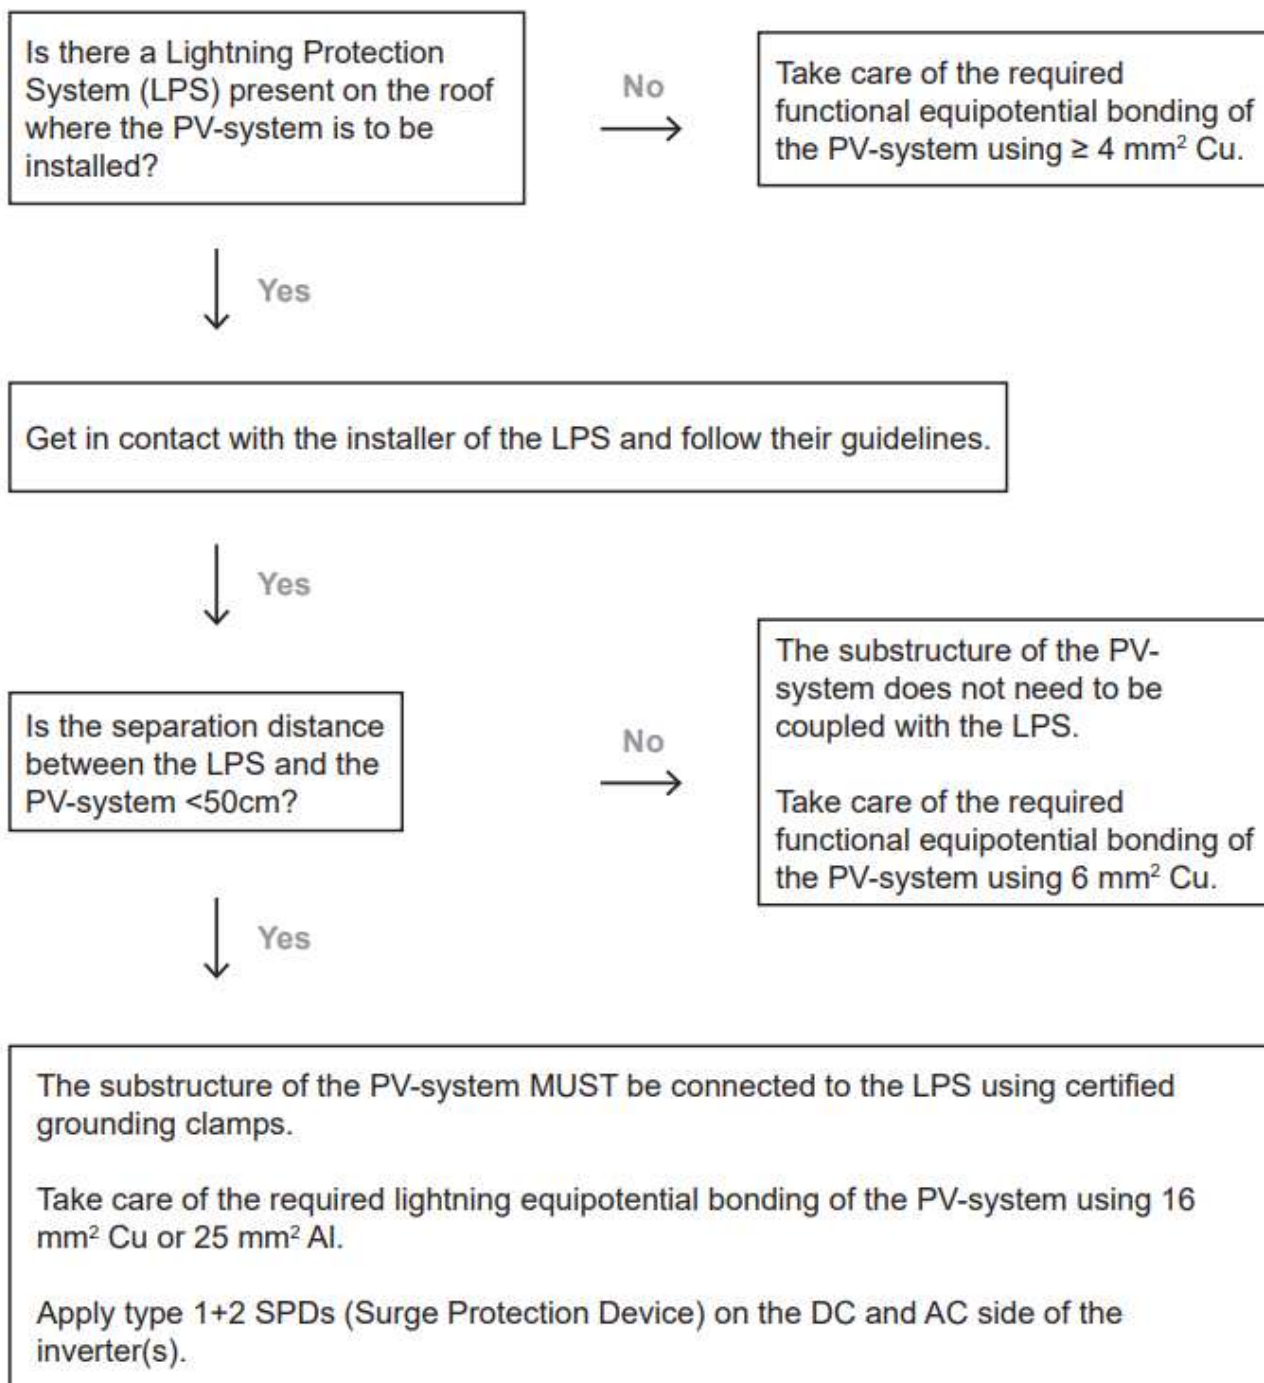 Is there a Lightning Protection
System (LPS) present on the roof
where the PV-system is to be
installed?
No
Take care of the required
functional equipotential bonding of
the PV-system using ≥ 4 mm² Cu.
Yes
Get in contact with the installer of the LPS and follow their guidelines.
Yes
Is the separation distance
between the LPS and the
PV-system <50cm?
No
The substructure of the PV-
system does not need to be
coupled with the LPS.
Take care of the required
functional equipotential bonding of
the PV-system using 6 mm² Cu.
Yes
The substructure of the PV-system MUST be connected to the LPS using certified
grounding clamps.
Take care of the required lightning equipotential bonding of the PV-system using 16
mm² Cu or 25 mm² Al.
Apply type 1+2 SPDs (Surge Protection Device) on the DC and AC side of the
inverter(s).